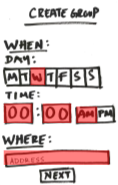 CREATE GROUP
WHEN:
DAY:
M T W T F S S
TIME:
00 : 00 AM PM
WHERE:
ADDRESS
NEXT